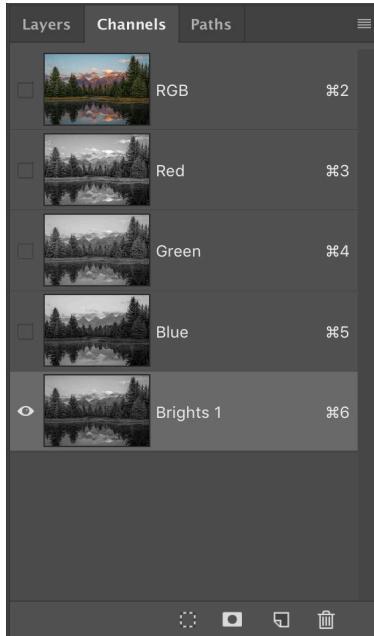 Layers Channels Paths
RGB ⌘2
Red ⌘3
Green ⌘4
Blue ⌘5
Brights 1 ⌘6